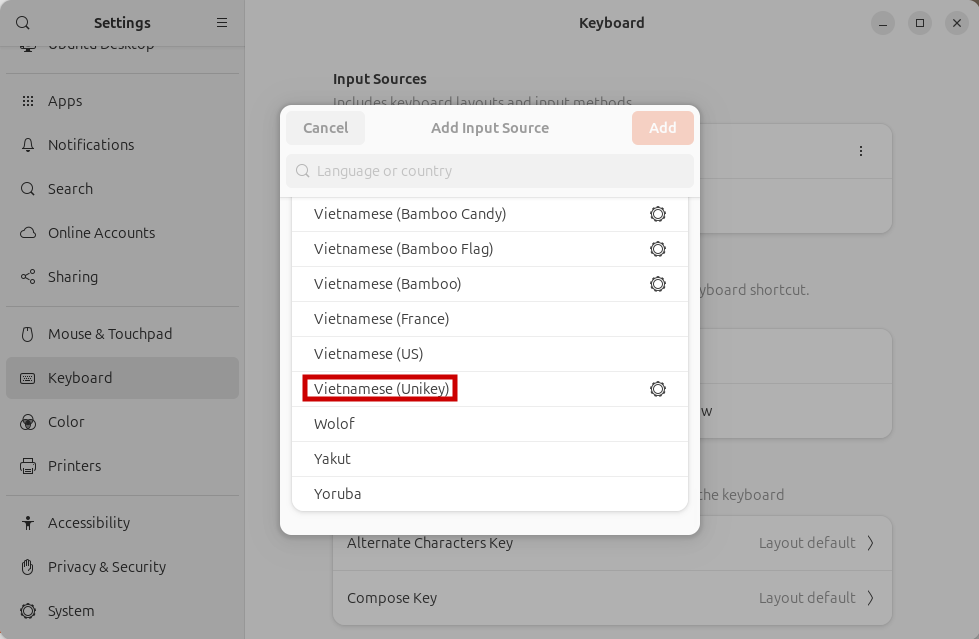 Settings
Keyboard
Ubuntu Desktop
Apps
Notifications
Search
Online Accounts
Sharing
Mouse & Touchpad
Keyboard
Color
Printers
Accessibility
Privacy & Security
System
Input Sources
Includes keyboard layouts and input methods.
Cancel
Add Input Source
Add
Language or country
Vietnamese (Bamboo Candy)
Vietnamese (Bamboo Flag)
Vietnamese (Bamboo)
Vietnamese (France)
Vietnamese (US)
Vietnamese (Unikey)
Wolof
Yakut
Yoruba
yboard shortcut.
w
the keyboard
Alternate Characters Key
Layout default
Compose Key
Layout default